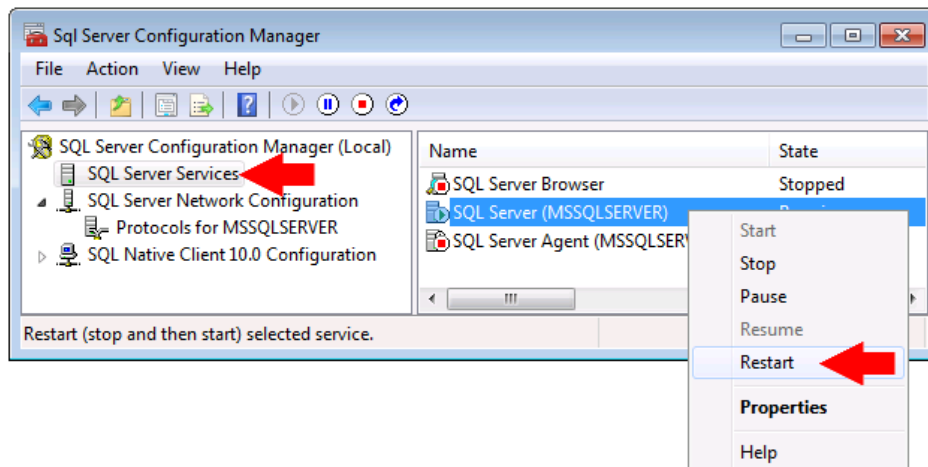 Sql Server Configuration Manager
File Action View Help
SQL Server Configuration Manager (Local)
SQL Server Services
SQL Server Network Configuration
Protocols for MSSQLSERVER
SQL Native Client 10.0 Configuration
Name State
SQL Server Browser Stopped
SQL Server (MSSQLSERVER)
SQL Server Agent (MSSQLSER
Start
Stop
Pause
Resume
Restart
Properties
Help
Restart (stop and then start) selected service.